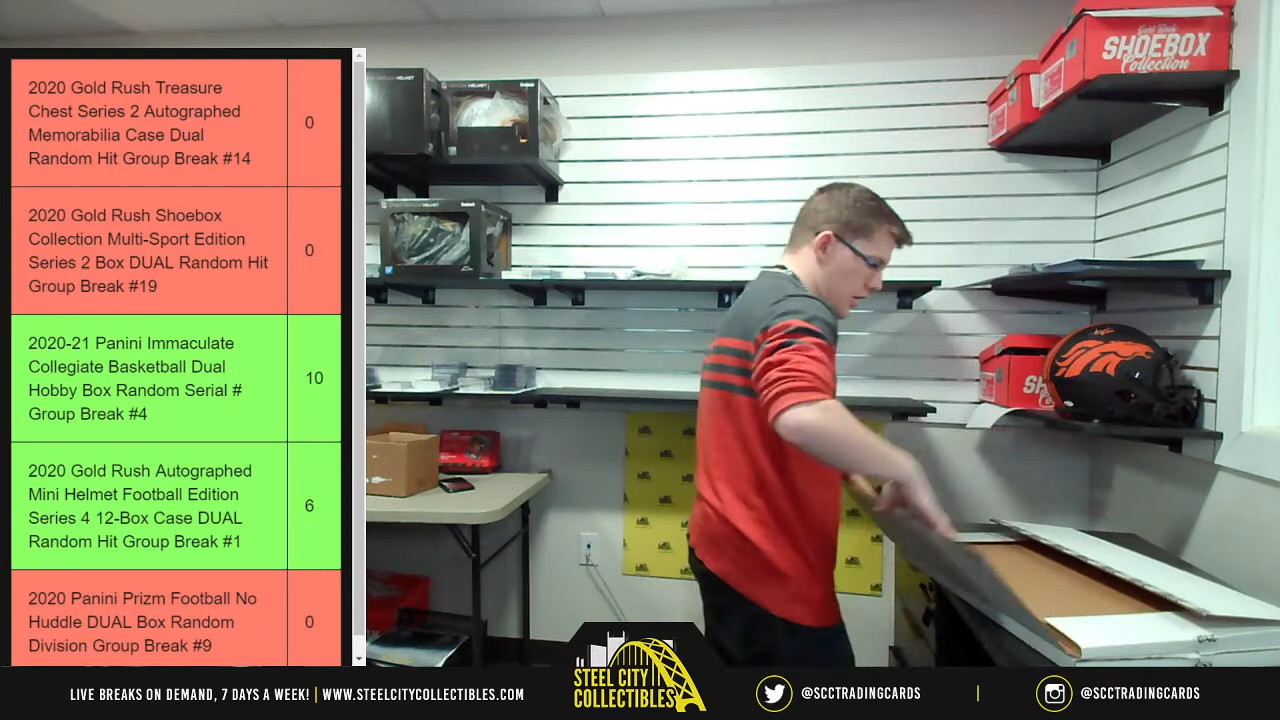 2020 Gold Rush Treasure
Chest Series 2 Autographed
Memorabilia Case Dual
Random Hit Group Break #14
0
2020 Gold Rush Shoebox
Collection Multi-Sport Edition
Series 2 Box DUAL Random Hit
Group Break #19
0
2020-21 Panini Immaculate
Collegiate Basketball Dual
Hobby Box Random Serial #
Group Break #4
10
2020 Gold Rush Autographed
Mini Helmet Football Edition
Series 4 12-Box Case DUAL
Random Hit Group Break #1
6
2020 Panini Prizm Football No
Huddle DUAL Box Random
Division Group Break #9
0
Gold Rush
SHOEBOX
Collection
SH
LIVE BREAKS ON DEMAND, 7 DAYS A WEEK! | WWW.STEELCITYCOLLECTIBLES.COM
STEEL CITY
COLLECTIBLES
@SCCTRADINGCARDS
@SCCTRADINGCARDS